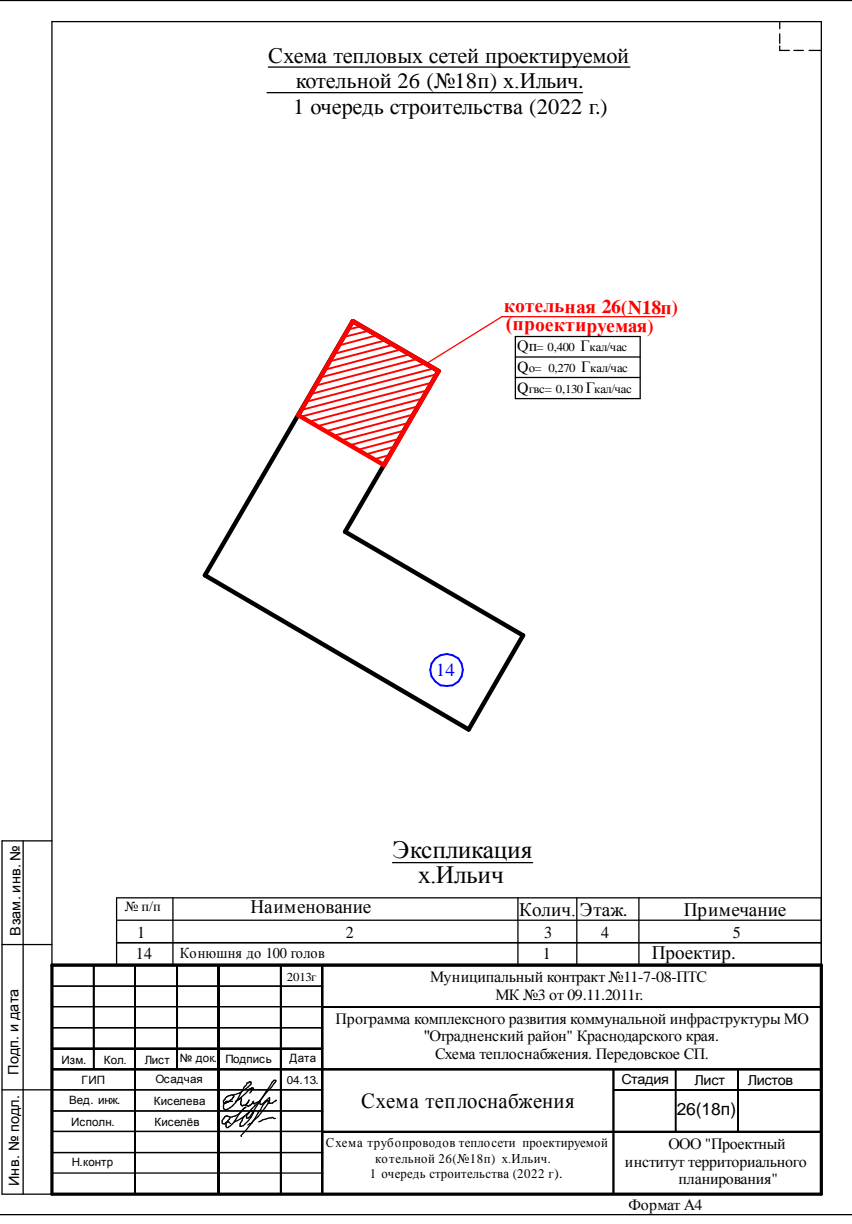 Схема тепловых сетей проектируемой
котельной 26 (№18п) х.Ильич.
1 очередь строительства (2022 г.)
котельная 26(N18п)
(проектируемая)
Qп= 0,400 Гкал/час
Qо= 0,270 Гкал/час
Qгвс= 0,130 Гкал/час
14
Экспликация
х.Ильич
№ п/п Наименование Колич. Этаж. Примечание
1 2 3 4 5
14 Конюшня до 100 голов 1 Проектир.
Взам. инв. №
Подп. и дата
Инв. № подл.
2013г
Муниципальный контракт №11-7-08-ПТС
МК №3 от 09.11.2011г.
Программа комплексного развития коммунальной инфраструктуры МО
"Отрадненский район" Краснодарского края.
Схема теплоснабжения. Передовское СП.
Изм. Кол. Лист № док. Подпись Дата
ГИП Осадчая 04.13.
Вед. инж. Киселева
Исполн. Киселёв
Н.контр
Схема теплоснабжения
Стадия Лист Листов
26(18п)
Схема трубопроводов теплосети проектируемой
котельной 26(№18п) х.Ильич.
1 очередь строительства (2022 г).
ООО "Проектный
институт территориального
планирования"
Формат А4